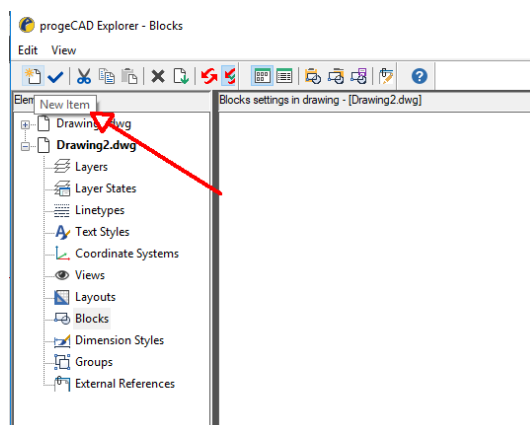 progeCAD Explorer - Blocks
Edit View
Elem
New Item
Blocks settings in drawing - [Drawing2.dwg]
Drawing2.dwg
Layers
Layer States
Linetypes
Text Styles
Coordinate Systems
Views
Layouts
Blocks
Dimension Styles
Groups
External References